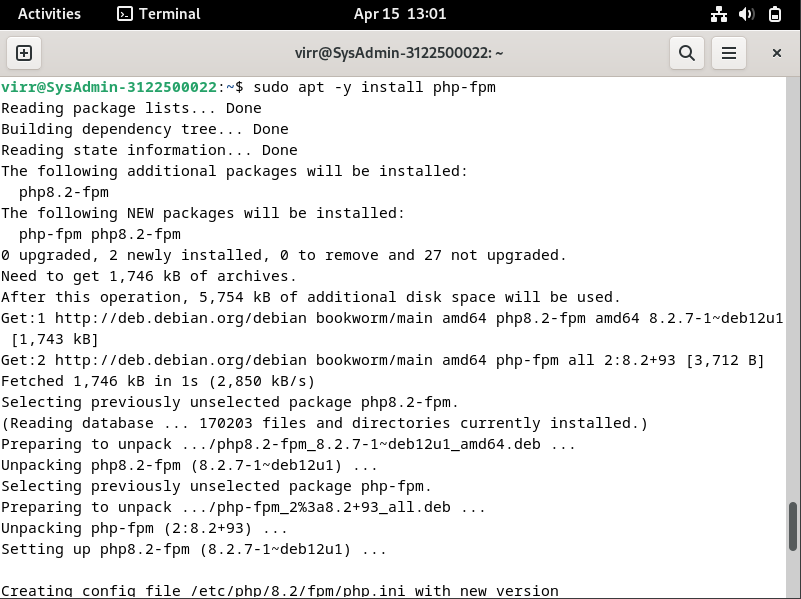 Activities
Terminal
Apr 15 13:01
virr@SysAdmin-3122500022: ~
virr@SysAdmin-3122500022:~$ sudo apt -y install php-fpm
Reading package lists... Done
Building dependency tree... Done
Reading state information... Done
The following additional packages will be installed:
  php8.2-fpm
The following NEW packages will be installed:
  php-fpm php8.2-fpm
0 upgraded, 2 newly installed, 0 to remove and 27 not upgraded.
Need to get 1,746 kB of archives.
After this operation, 5,754 kB of additional disk space will be used.
Get:1 http://deb.debian.org/debian bookworm/main amd64 php8.2-fpm amd64 8.2.7-1~deb12u1
 [1,743 kB]
Get:2 http://deb.debian.org/debian bookworm/main amd64 php-fpm all 2:8.2+93 [3,712 B]
Fetched 1,746 kB in 1s (2,850 kB/s)
Selecting previously unselected package php8.2-fpm.
(Reading database ... 170203 files and directories currently installed.)
Preparing to unpack .../php8.2-fpm_8.2.7-1~deb12u1_amd64.deb ...
Unpacking php8.2-fpm (8.2.7-1~deb12u1) ...
Selecting previously unselected package php-fpm.
Preparing to unpack .../php-fpm_2%3a8.2+93_all.deb ...
Unpacking php-fpm (2:8.2+93) ...
Setting up php8.2-fpm (8.2.7-1~deb12u1) ...

Creating config file /etc/php/8.2/fpm/php.ini with new version